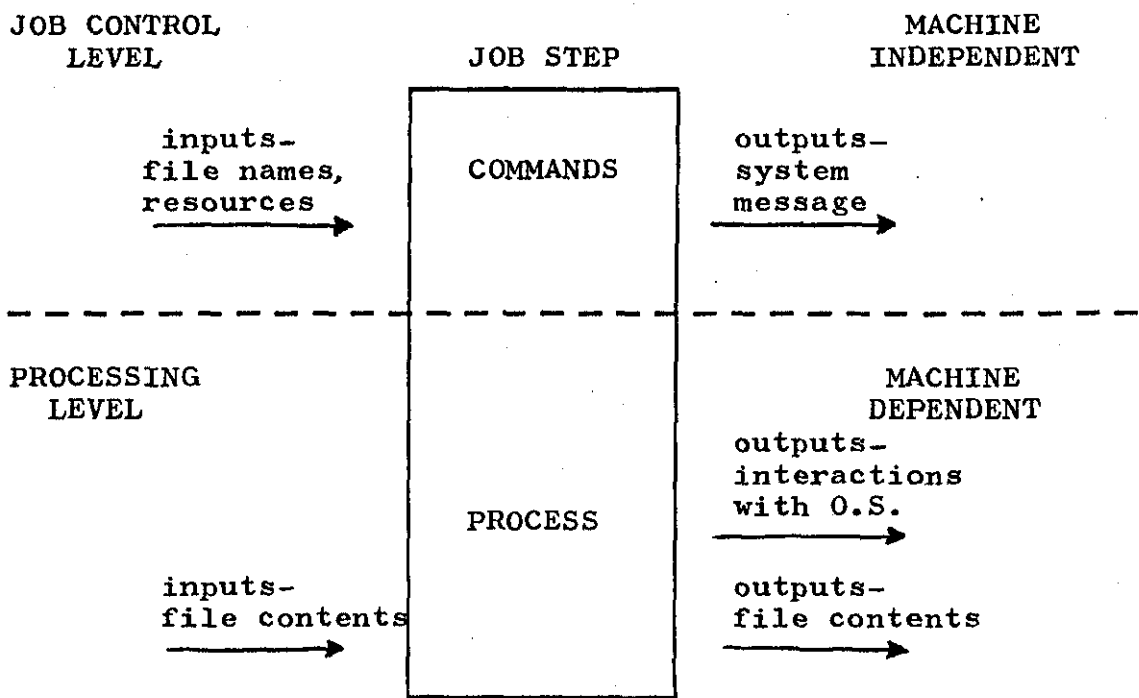 JOB CONTROL
LEVEL
JOB STEP
MACHINE
INDEPENDENT
inputs-
file names,
resources
COMMANDS
outputs-
system
message
PROCESSING
LEVEL
MACHINE
DEPENDENT
outputs-
interactions
with O.S.
PROCESS
inputs-
file contents
outputs-
file contents